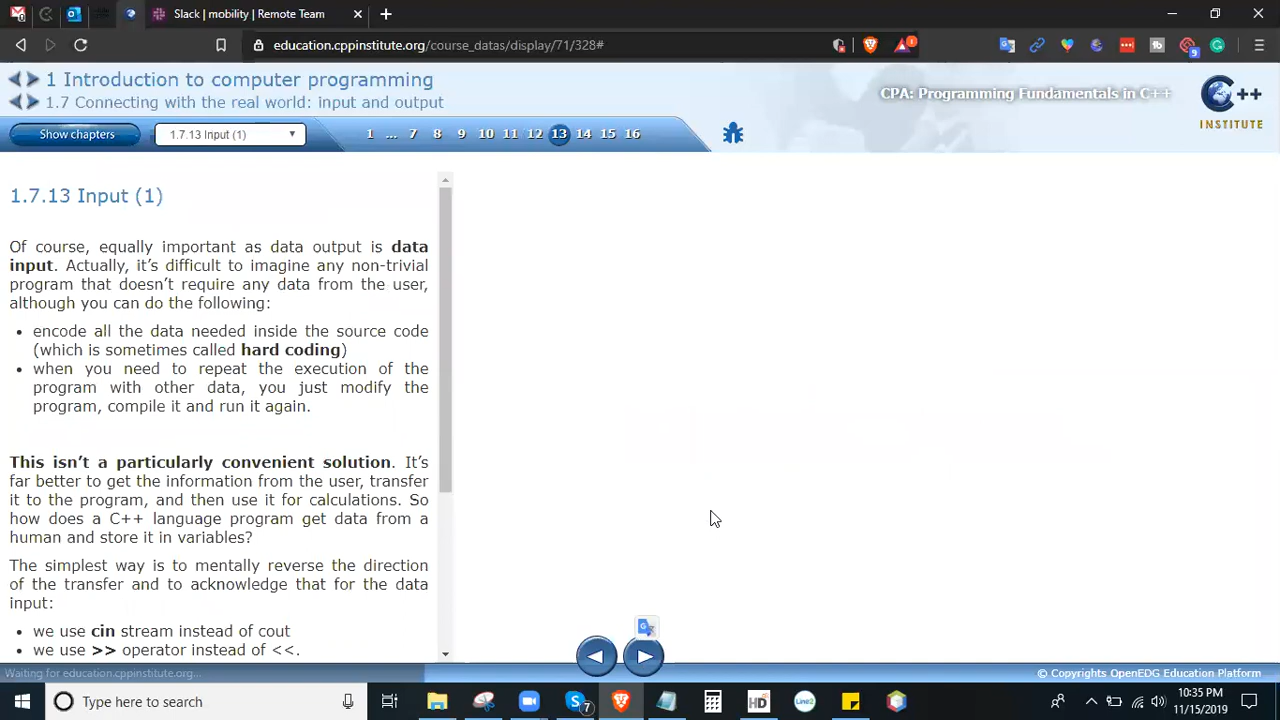 Slack | mobility | Remote Team
education.cppinstitute.org/course_datas/display/71/328#
1 Introduction to computer programming
1.7 Connecting with the real world: input and output
CPA: Programming Fundamentals in C++
++
INSTITUTE
Show chapters
1.7.13 Input (1)
1 ... 7 8 9 10 11 12 13 14 15 16
1.7.13 Input (1)
Of course, equally important as data output is data
input. Actually, it's difficult to imagine any non-trivial
program that doesn't require any data from the user,
although you can do the following:
• encode all the data needed inside the source code
(which is sometimes called hard coding)
• when you need to repeat the execution of the
program with other data, you just modify the
program, compile it and run it again.
This isn't a particularly convenient solution. It's
far better to get the information from the user, transfer
it to the program, and then use it for calculations. So
how does a C++ language program get data from a
human and store it in variables?
The simplest way is to mentally reverse the direction
of the transfer and to acknowledge that for the data
input:
• we use cin stream instead of cout
• we use >> operator instead of <<.
Waiting for education.cppinstitute.org...
© Copyrights OpenEDG Education Platform
Type here to search
7
HD
Line2
10:35 PM
11/15/2019